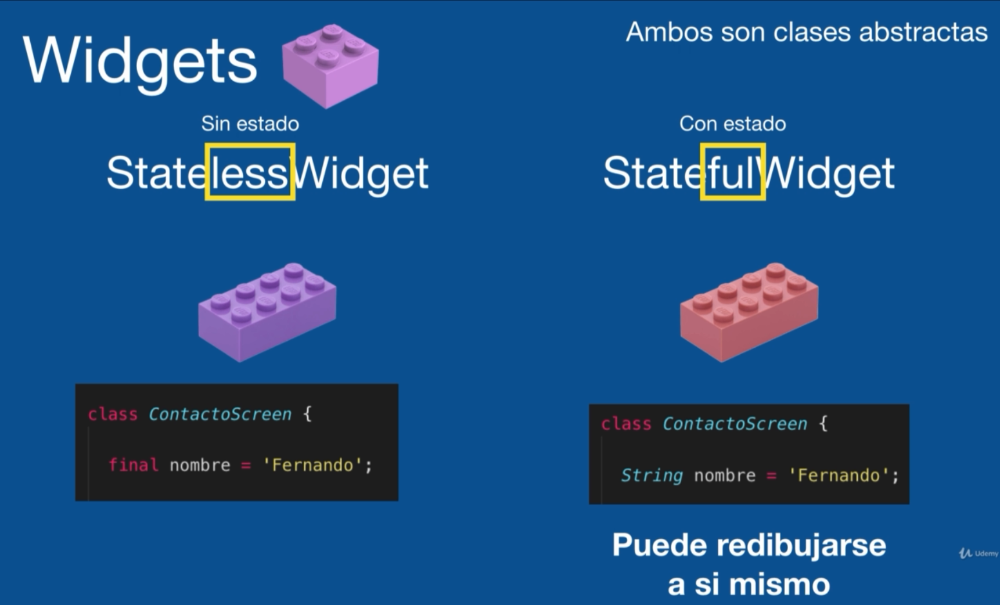 Widgets
Ambos son clases abstractas
Sin estado
StatelessWidget
Con estado
StatefulWidget
class ContactoScreen {
final nombre = 'Fernando';
class ContactoScreen {
String nombre = 'Fernando';
Puede redibujarse
a si mismo
Udemy